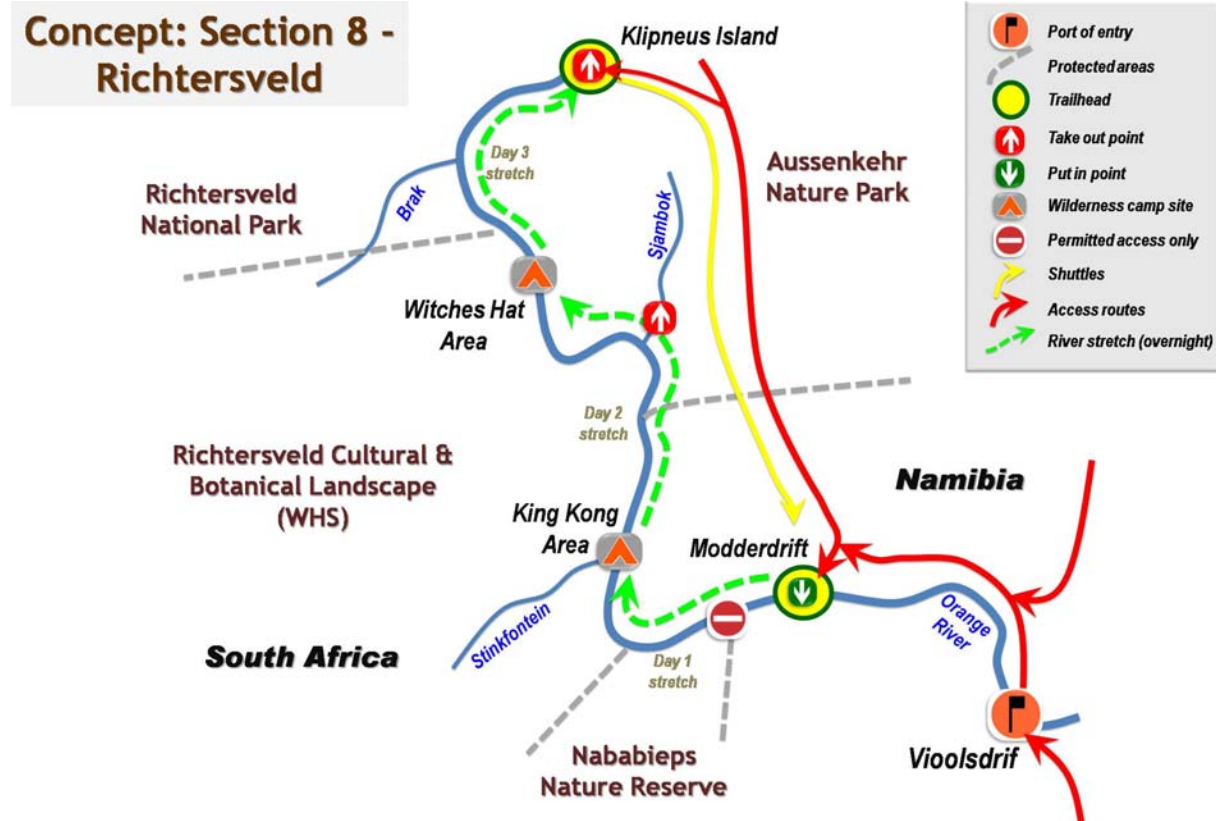 Concept: Section 8 -
Richtersveld
Klipneus Island
Port of entry
Protected areas
Trailhead
Take out point
Put in point
Wilderness camp site
Permitted access only
Shuttles
Access routes
River stretch (overnight)
Day 3
stretch
Aussenkehr
Nature Park
Richtersveld
National Park
Brak
Sjambok
Witches Hat
Area
Day 2
stretch
Richtersveld Cultural &
Botanical Landscape
(WHS)
Namibia
King Kong
Area
Modderdrift
Orange
River
Stinkfontein
South Africa
Day 1
stretch
Vioolsdrif
Nababieps
Nature Reserve